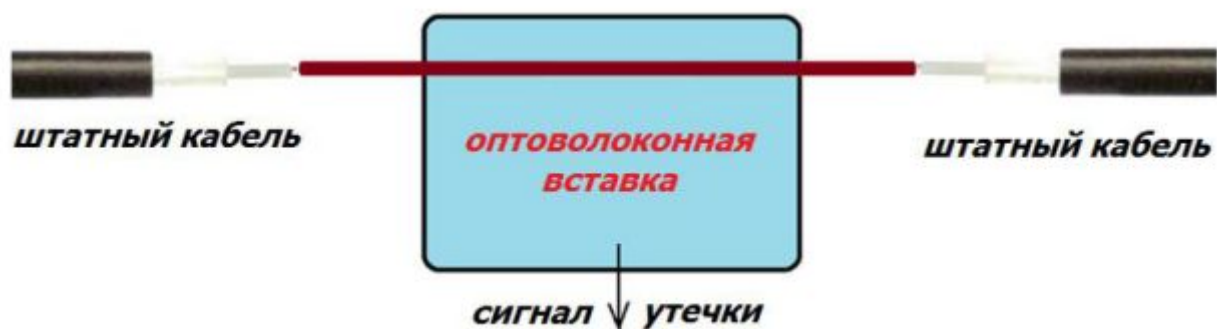 штатный кабель
оптоволоконная
вставка
штатный кабель
сигнал утечки